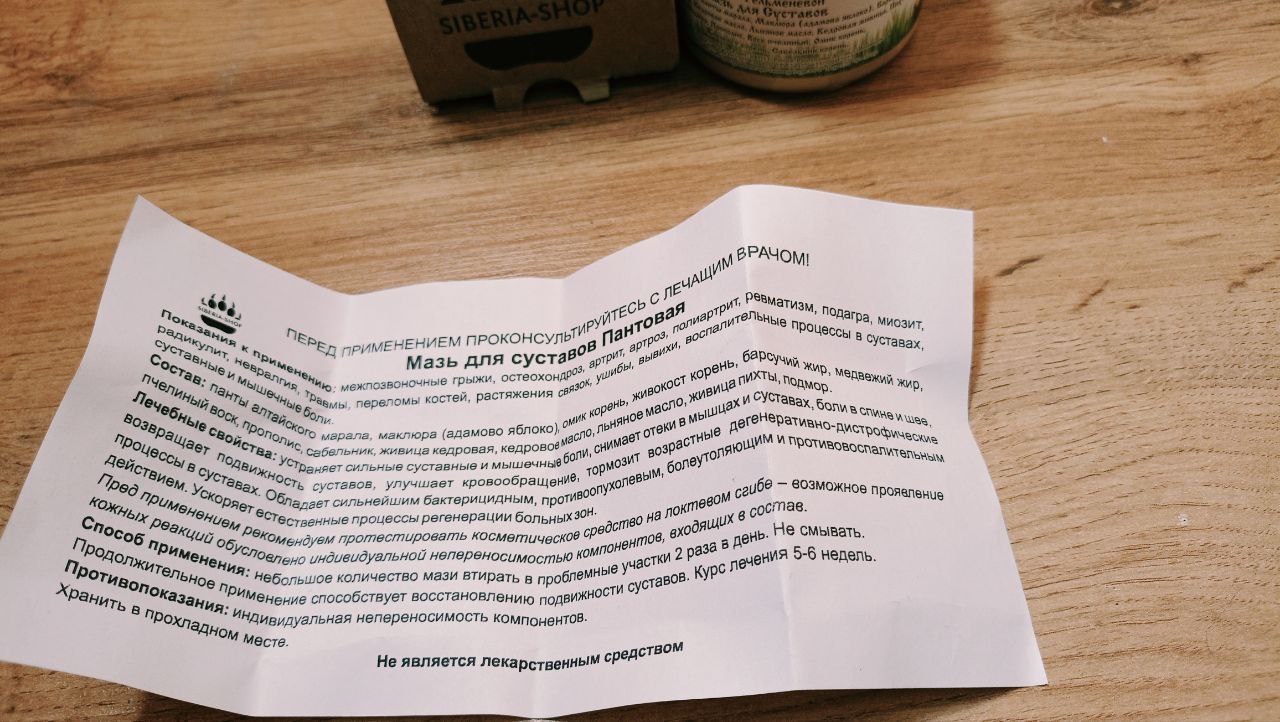 SIBERIA-SHOP
Мазь для Суставов
SIBERIA-SHOP
ПЕРЕД ПРИМЕНЕНИЕМ ПРОКОНСУЛЬТИРУЙТЕСЬ С ЛЕЧАЩИМ ВРАЧОМ!
Мазь для суставов Пантовая
Показания к применению: межпозвоночные грыжи, остеохондроз, артрит, артроз, полиартрит, ревматизм, подагра, миозит,
радикулит, невралгия, травмы, переломы костей, растяжения связок, ушибы, вывихи, воспалительные процессы в суставах,
суставные и мышечные боли.
Состав: панты алтайского марала, маклюра (адамово яблоко), омик корень, живокост корень, барсучий жир, медвежий жир,
пчелиный воск, прополис, сабельник, живица кедровая, кедровое масло, льняное масло, живица пихты, подмор.
Лечебные свойства: устраняет сильные суставные и мышечные боли, снимает отеки в мышцах и суставах, боли в спине и шее,
возвращает подвижность суставов, улучшает кровообращение, тормозит возрастные дегенеративно-дистрофические
процессы в суставах. Обладает сильнейшим бактерицидным, противоопухолевым, болеутоляющим и противовоспалительным
действием. Ускоряет естественные процессы регенерации больных зон.
Пред применением рекомендуем протестировать косметическое средство на локтевом сгибе – возможное проявление
кожных реакций обусловлено индивидуальной непереносимостью компонентов, входящих в состав.
Способ применения: небольшое количество мази втирать в проблемные участки 2 раза в день. Не смывать.
Продолжительное применение способствует восстановлению подвижности суставов. Курс лечения 5-6 недель.
Противопоказания: индивидуальная непереносимость компонентов.
Хранить в прохладном месте.
Не является лекарственным средством